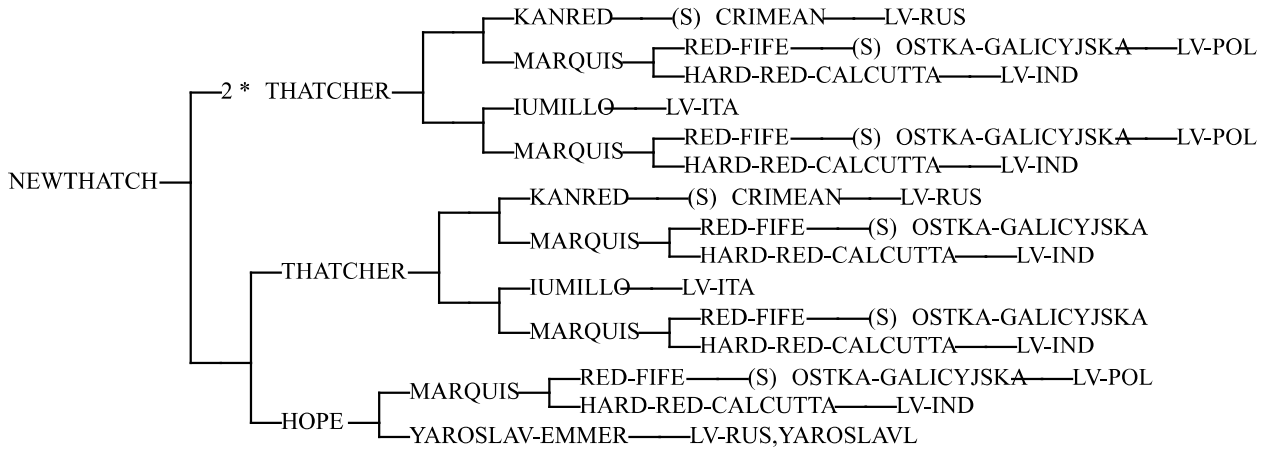 KANRED (S) CRIMEAN LV-RUS
RED-FIFE (S) OSTKA-GALICYJSKA LV-POL
MARQUIS
HARD-RED-CALCUTTA LV-IND
2 * THATCHER
IUMILLO LV-ITA
RED-FIFE (S) OSTKA-GALICYJSKA LV-POL
MARQUIS
HARD-RED-CALCUTTA LV-IND
NEWTHATCH
KANRED (S) CRIMEAN LV-RUS
RED-FIFE (S) OSTKA-GALICYJSKA
MARQUIS
HARD-RED-CALCUTTA LV-IND
THATCHER
IUMILLO LV-ITA
RED-FIFE (S) OSTKA-GALICYJSKA
MARQUIS
HARD-RED-CALCUTTA LV-IND
RED-FIFE (S) OSTKA-GALICYJSKA LV-POL
MARQUIS
HARD-RED-CALCUTTA LV-IND
HOPE
YAROSLAV-EMMER LV-RUS,YAROSLAVL